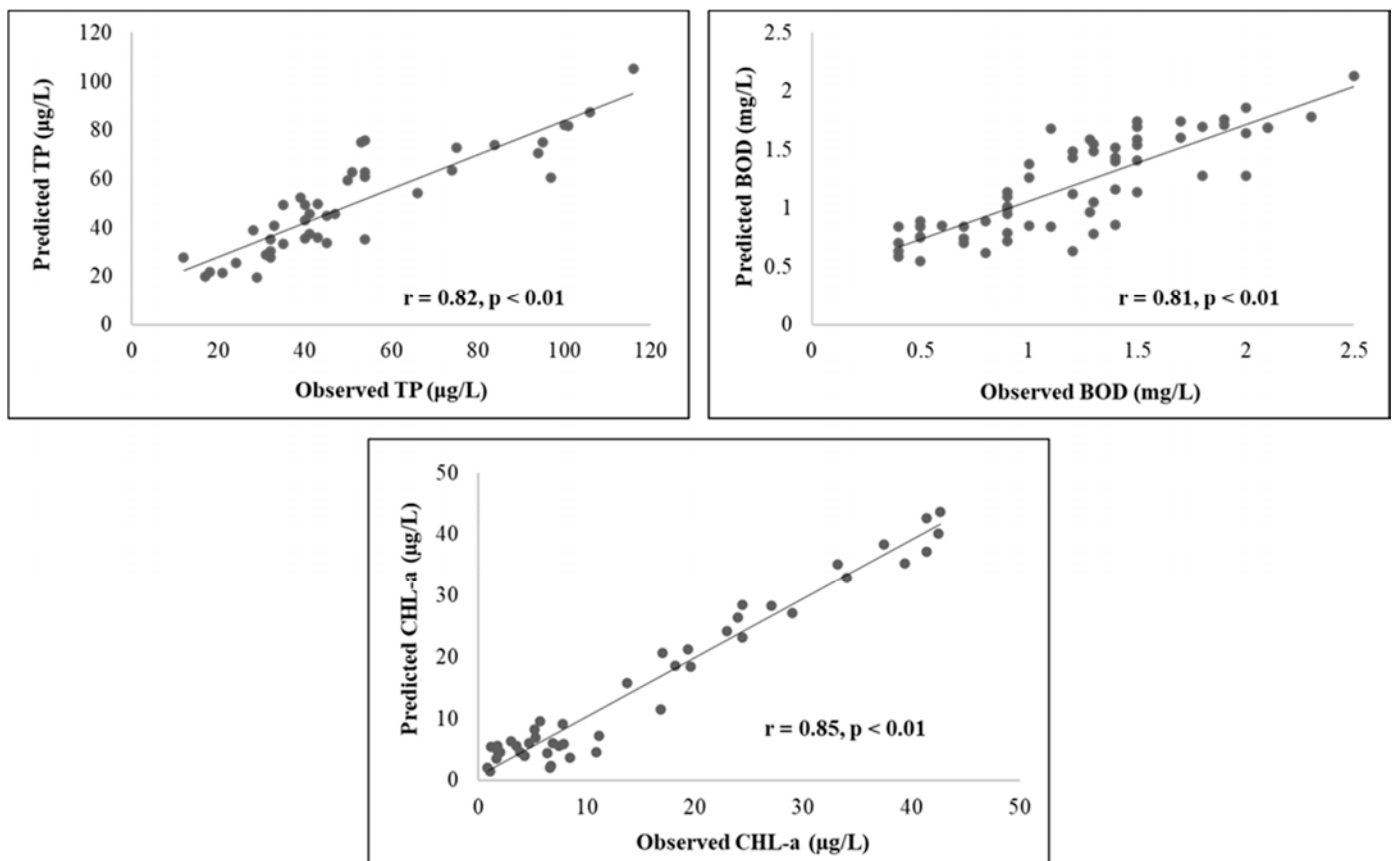 120
100
80
60
40
20
0
Predicted TP (µg/L)
r = 0.82, p < 0.01
0 20 40 60 80 100 120
Observed TP (µg/L)
2.5
2
1.5
1
0.5
0
Predicted BOD (mg/L)
r = 0.81, p < 0.01
0 0.5 1 1.5 2 2.5
Observed BOD (mg/L)
50
40
30
20
10
0
Predicted CHL-a (µg/L)
r = 0.85, p < 0.01
0 10 20 30 40 50
Observed CHL-a (µg/L)